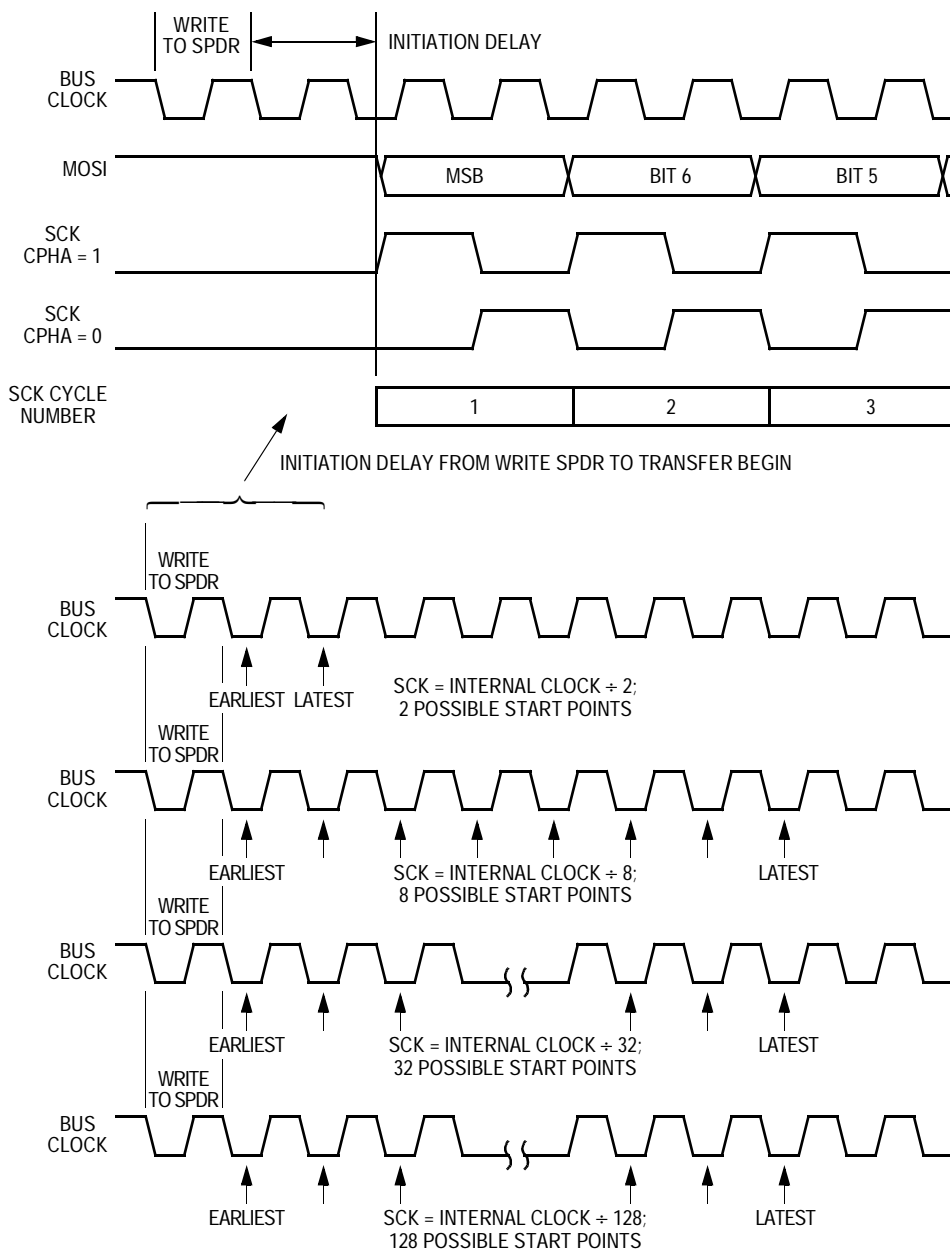 WRITE
TO SPDR
INITIATION DELAY
BUS
CLOCK
MOSI
MSB
BIT 6
BIT 5
SCK
CPHA = 1
SCK
CPHA = 0
SCK CYCLE
NUMBER
1
2
3
INITIATION DELAY FROM WRITE SPDR TO TRANSFER BEGIN
WRITE
TO SPDR
BUS
CLOCK
EARLIEST
LATEST
SCK = INTERNAL CLOCK ÷ 2;
2 POSSIBLE START POINTS
WRITE
TO SPDR
BUS
CLOCK
EARLIEST
SCK = INTERNAL CLOCK ÷ 8;
8 POSSIBLE START POINTS
LATEST
WRITE
TO SPDR
BUS
CLOCK
EARLIEST
SCK = INTERNAL CLOCK ÷ 32;
32 POSSIBLE START POINTS
LATEST
WRITE
TO SPDR
BUS
CLOCK
EARLIEST
SCK = INTERNAL CLOCK ÷ 128;
128 POSSIBLE START POINTS
LATEST